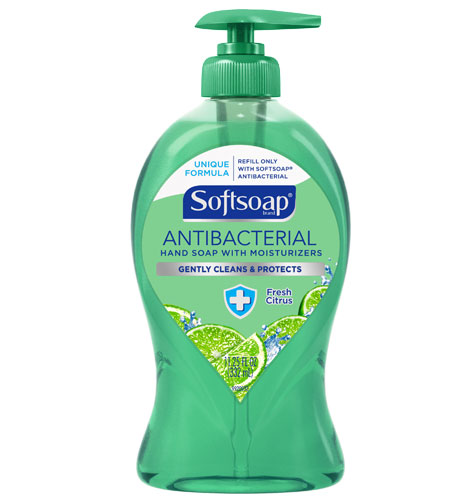 UNIQUE
FORMULA
REFILL ONLY
WITH SOFTSOAP®
ANTIBACTERIAL
Softsoap®
brand
ANTIBACTERIAL
HAND SOAP WITH MOISTURIZERS
GENTLY CLEANS & PROTECTS
Fresh
Citrus
11.25 FL OZ
(332 mL)